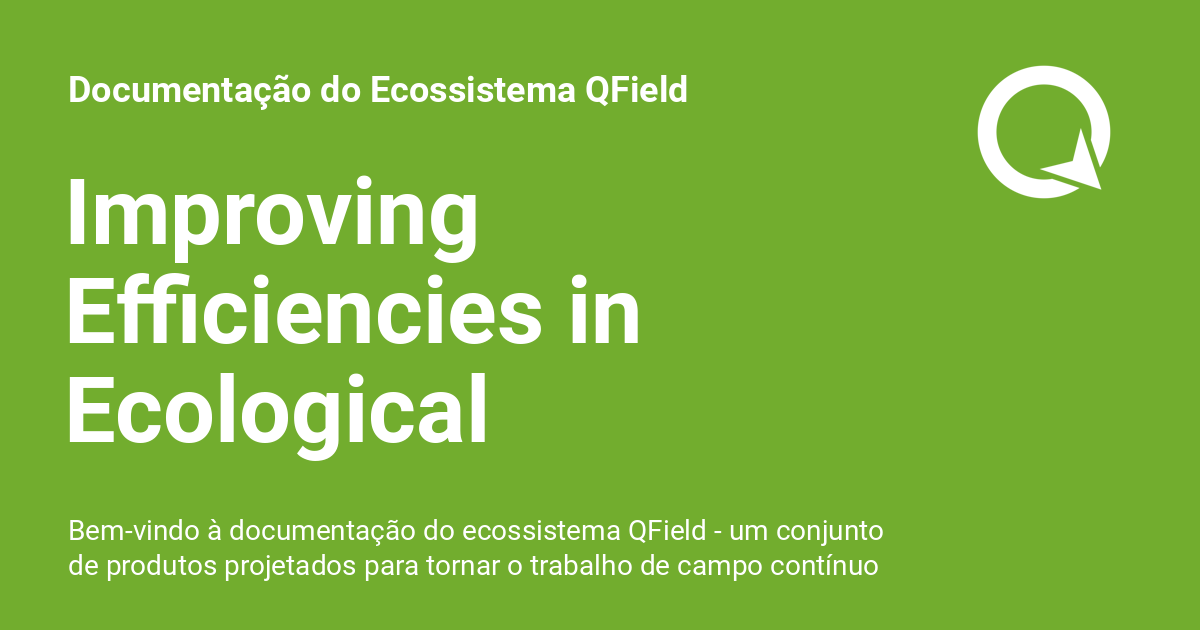 Documentação do Ecossistema QField
Improving
Efficiencies in
Ecological
Bem-vindo à documentação do ecossistema QField - um conjunto
de produtos projetados para tornar o trabalho de campo contínuo